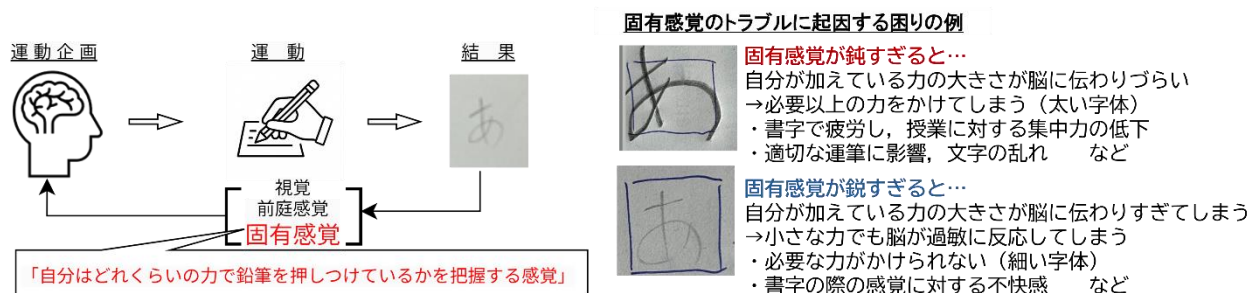 運動企画
運 動
結 果
あ
視覚
前庭感覚
固有感覚
「自分はどれくらいの力で鉛筆を押しつけているかを把握する感覚」
固有感覚のトラブルに起因する困りの例
あ
固有感覚が鈍すぎると…
自分が加えている力の大きさが脳に伝わりづらい
→必要以上の力をかけてしまう（太い字体）
・書字で疲労し，授業に対する集中力の低下
・適切な運筆に影響，文字の乱れ など
あ
固有感覚が鋭すぎると…
自分が加えている力の大きさが脳に伝わりすぎてしまう
→小さな力でも脳が過敏に反応してしまう
・必要な力がかけられない（細い字体）
・書字の際の感覚に対する不快感 など